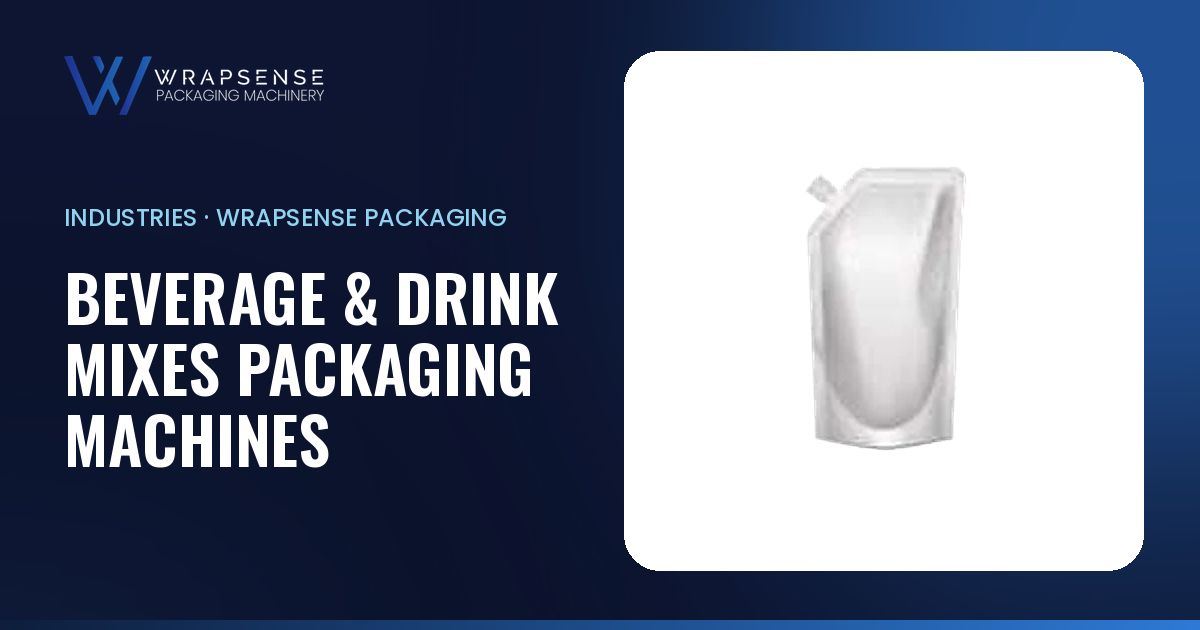 WRAPSENSE
PACKAGING MACHINERY
INDUSTRIES · WRAPSENSE PACKAGING
BEVERAGE & DRINK
MIXES PACKAGING
MACHINES